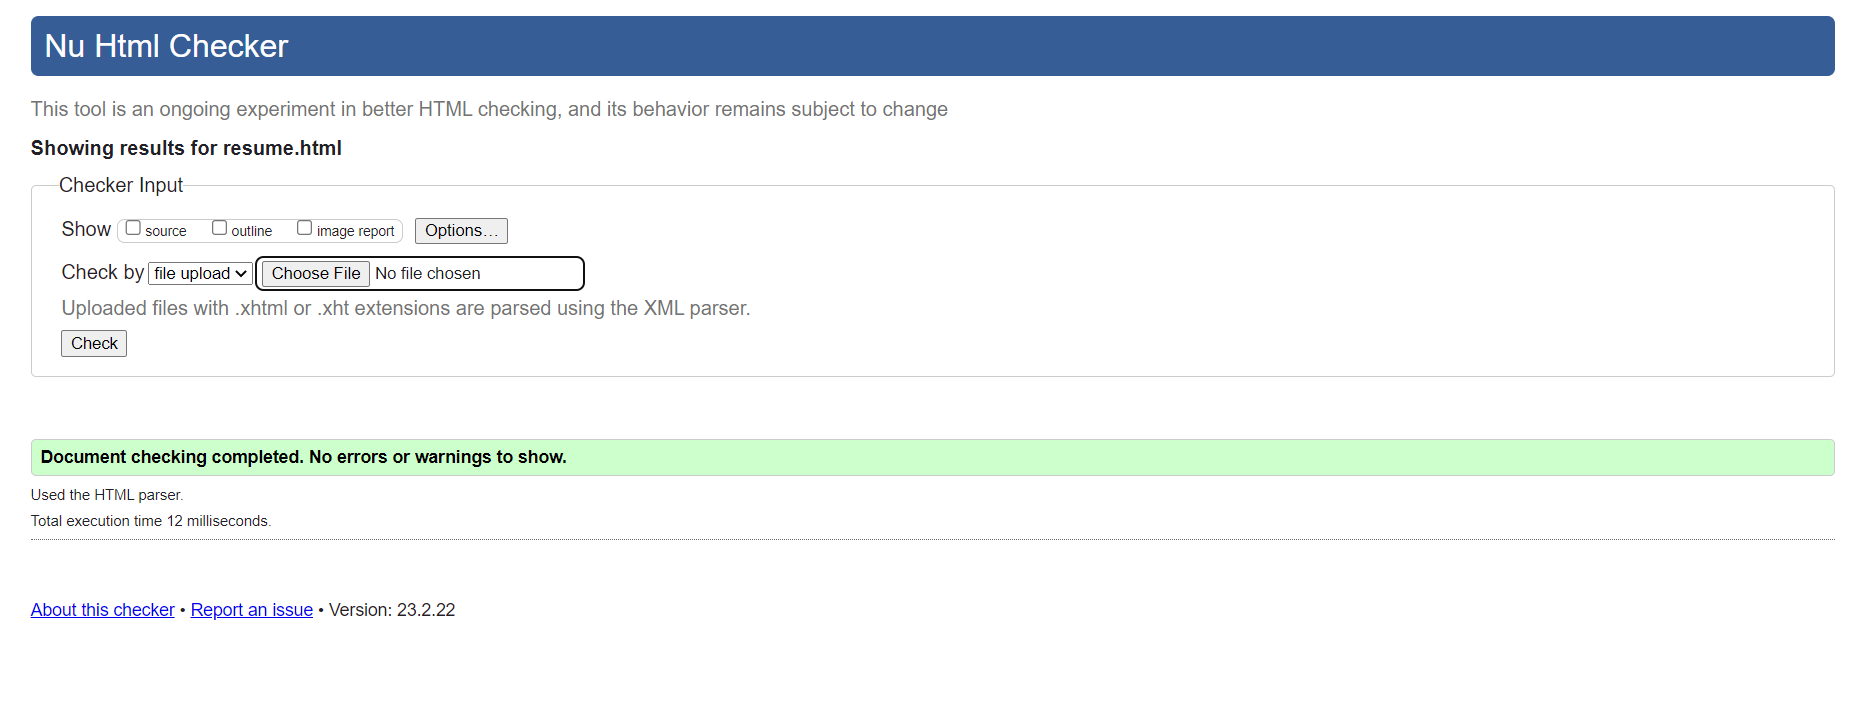 Nu Html Checker
This tool is an ongoing experiment in better HTML checking, and its behavior remains subject to change
Showing results for resume.html
Checker Input
Show source outline image report Options…
Check by file upload Choose File No file chosen
Uploaded files with .xhtml or .xht extensions are parsed using the XML parser.
Check
Document checking completed. No errors or warnings to show.
Used the HTML parser.
Total execution time 12 milliseconds.
About this checker • Report an issue • Version: 23.2.22